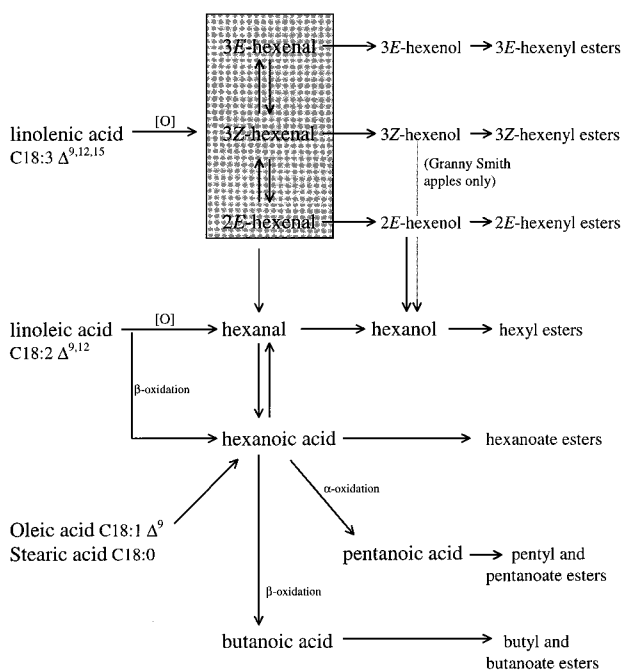 3E-hexenal 3E-hexenol 3E-hexenyl esters
linolenic acid [O] 3Z-hexenal 3Z-hexenol 3Z-hexenyl esters
C18:3 Δ9,12,15
(Granny Smith
apples only)
2E-hexenal 2E-hexenol 2E-hexenyl esters
linoleic acid [O] hexanal hexanol hexyl esters
C18:2 Δ9,12
β-oxidation
hexanoic acid hexanoate esters
α-oxidation
Oleic acid C18:1 Δ9
Stearic acid C18:0
pentanoic acid pentyl and
pentanoate esters
β-oxidation
butanoic acid butyl and
butanoate esters